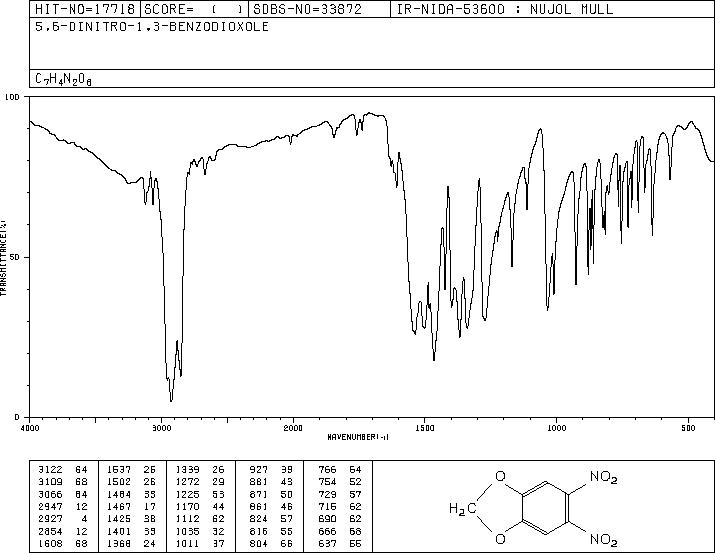 HIT-NO=17718 SCORE= ( ) SDBS-NO=33872 IR-NIDA-53600 : NUJOL MULL
5,6-DINITRO-1,3-BENZODIOXOLE
C7H4N2O6
100
50
0
TRANSMITTANCE(%)
4000 3000 2000 1500 1000 500
WAVENUMBER(-1)
3122 64 1537 26 1339 26 927 39 766 64
3109 68 1502 26 1272 29 881 43 754 52
3066 64 1484 35 1225 53 871 50 729 57
2947 12 1467 17 1170 44 861 46 716 62
2927 4 1425 38 1112 62 824 57 690 62
2854 12 1401 33 1035 32 816 55 666 68
1608 68 1368 24 1011 37 804 66 637 55
O NO2
H2C
O NO2